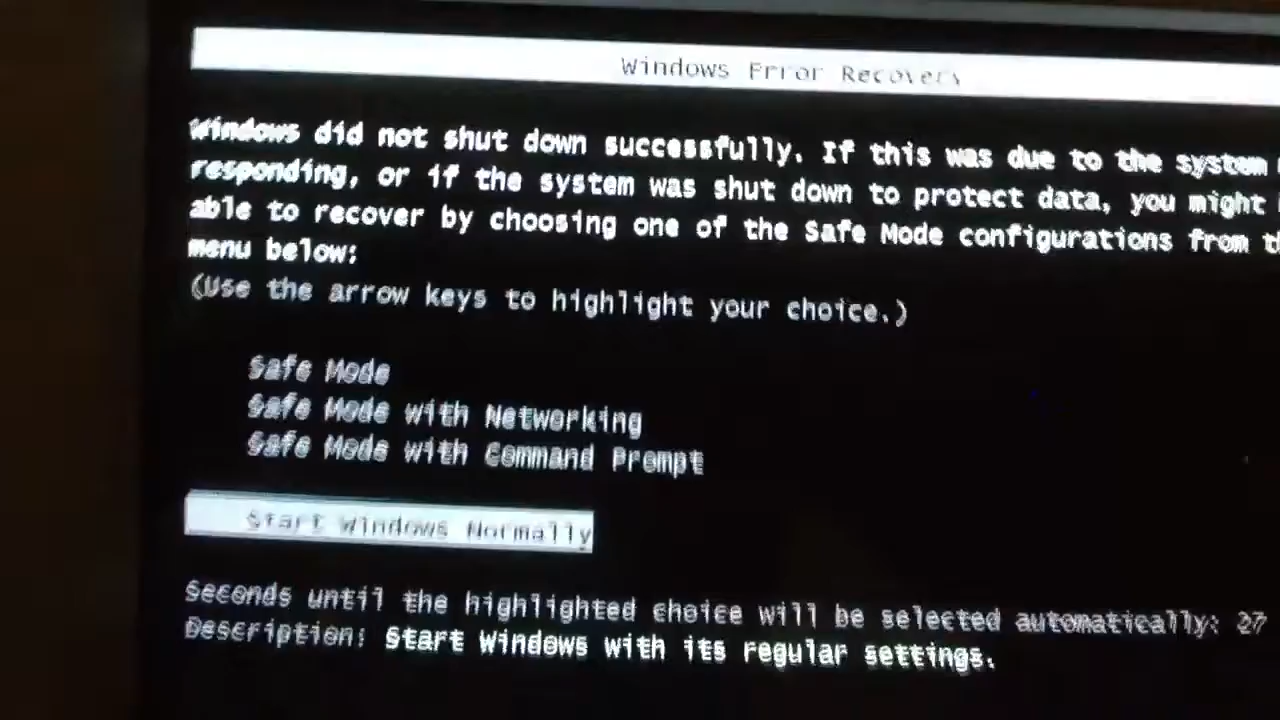 Windows Error Recovery
Windows did not shut down successfully. If this was due to the system
responding, or if the system was shut down to protect data, you might
able to recover by choosing one of the Safe Mode configurations from
menu below:
(Use the arrow keys to highlight your choice.)
Safe Mode
Safe Mode with Networking
Safe Mode with Command Prompt
Start Windows Normally
Seconds until the highlighted choice will be selected automatically: 27
Description: Start Windows with its regular settings.